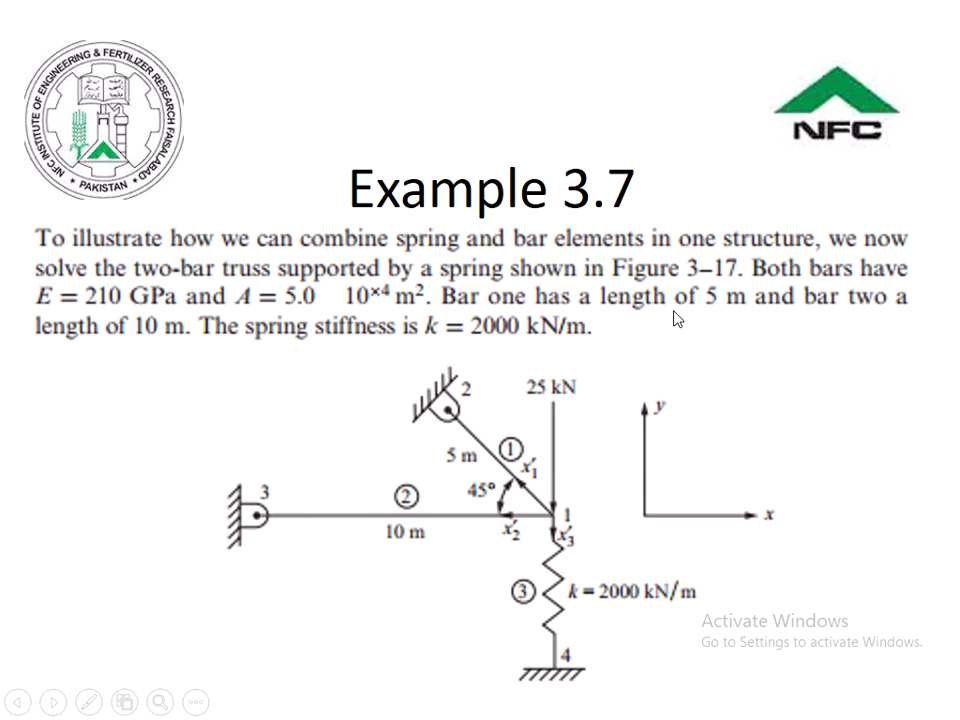 NFC INSTITUTE OF ENGINEERING & FERTILIZER RESEARCH FAISALABAD
* PAKISTAN *
NFC
Example 3.7
To illustrate how we can combine spring and bar elements in one structure, we now
solve the two-bar truss supported by a spring shown in Figure 3–17. Both bars have
E = 210 GPa and A = 5.0 10×4 m². Bar one has a length of 5 m and bar two a
length of 10 m. The spring stiffness is k = 2000 kN/m.
2
25 kN
y
5 m
1
x′1
3
2
45°
1
x
10 m
x′2
x′3
3
k = 2000 kN/m
4
Activate Windows
Go to Settings to activate Windows.